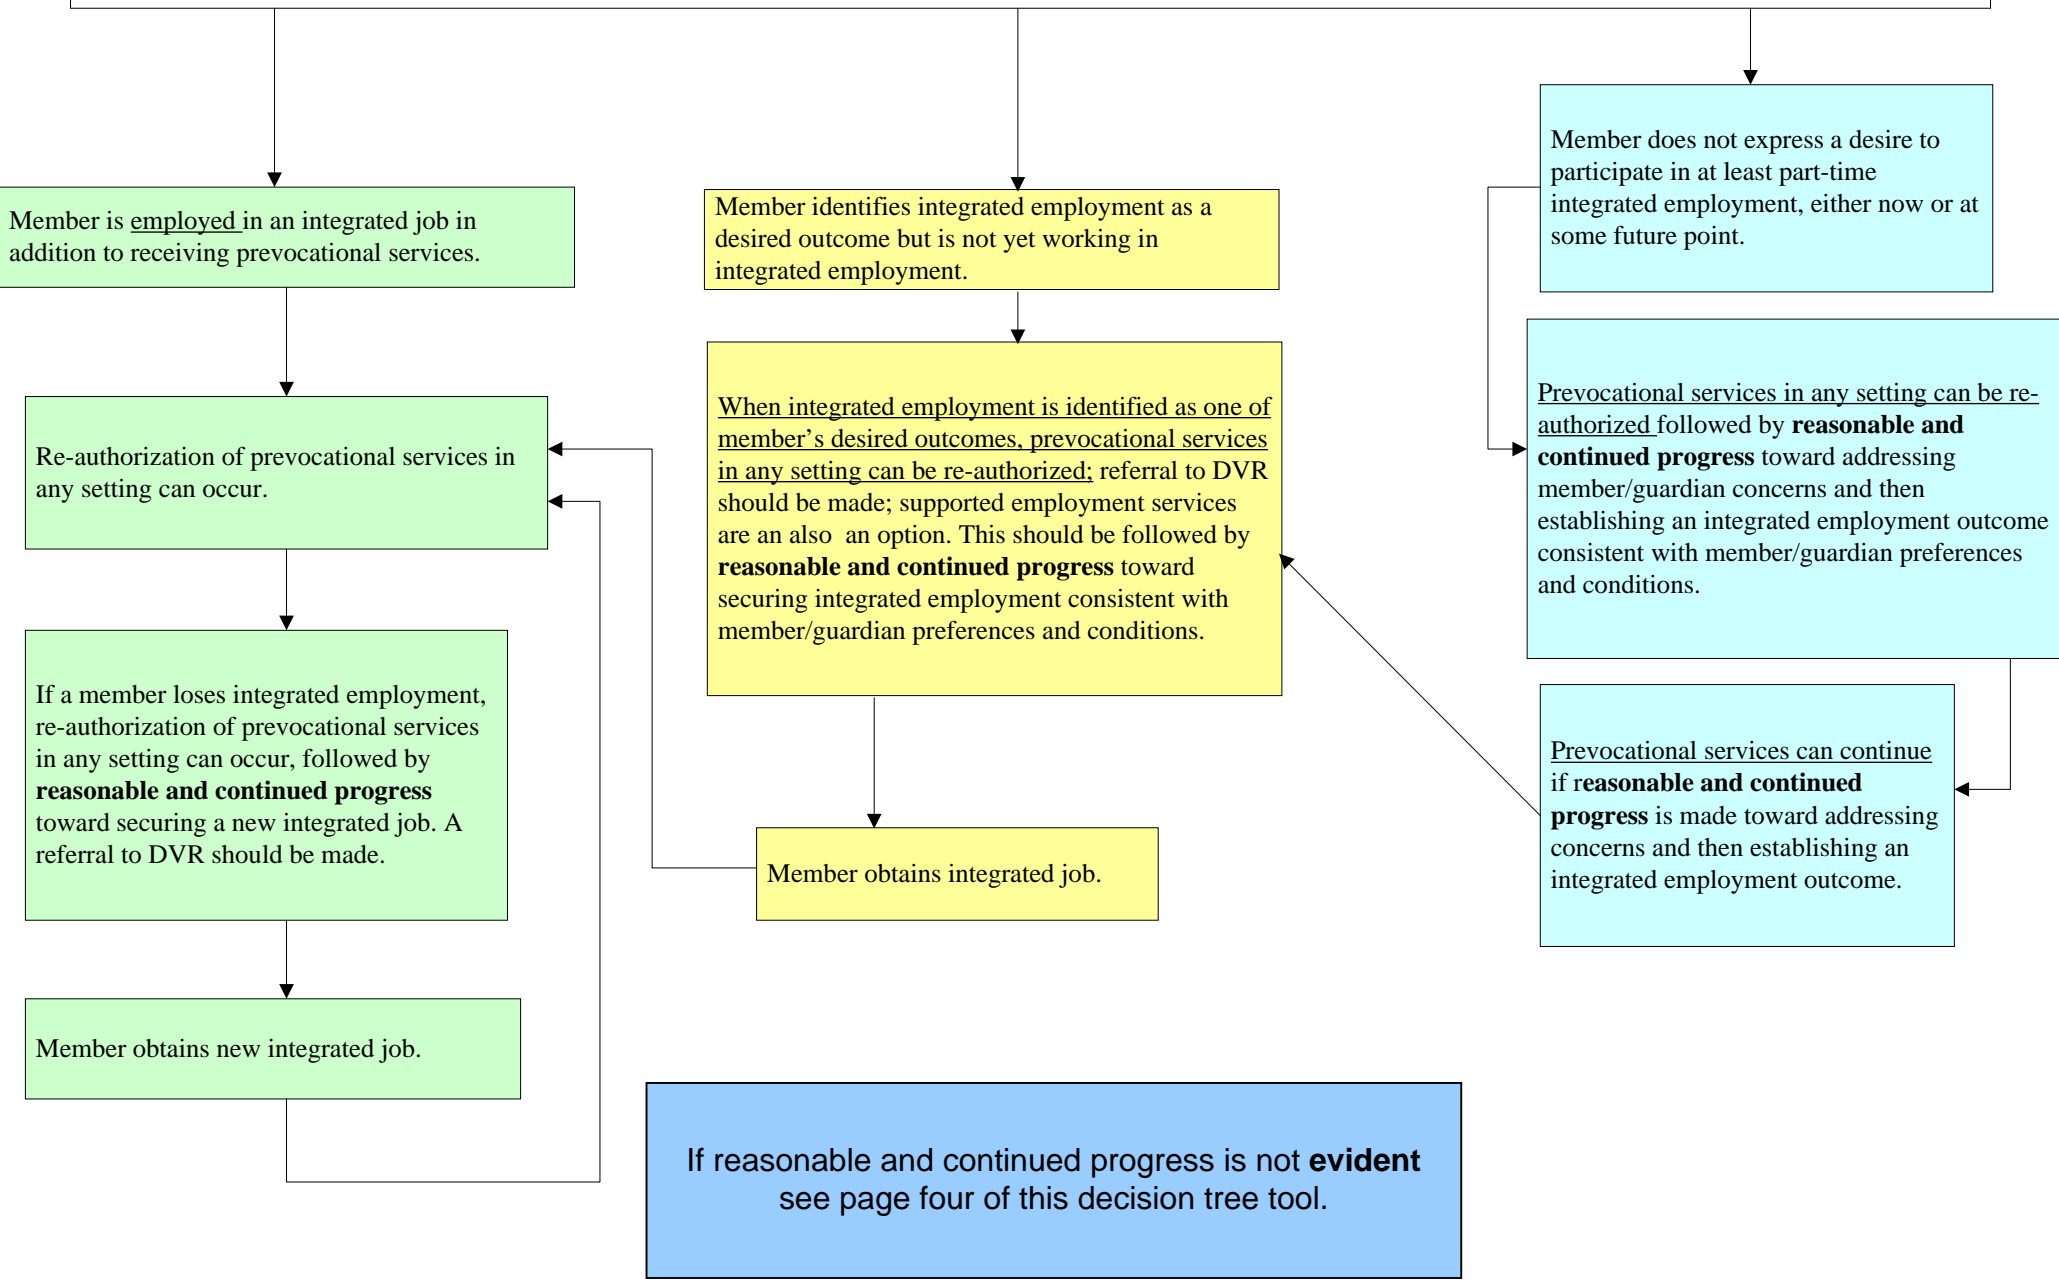 Member is employed in an integrated job in
addition to receiving prevocational services.
Re-authorization of prevocational services in
any setting can occur.
If a member loses integrated employment,
re-authorization of prevocational services
in any setting can occur, followed by
reasonable and continued progress
toward securing a new integrated job. A
referral to DVR should be made.
Member obtains new integrated job.
Member identifies integrated employment as a
desired outcome but is not yet working in
integrated employment.
When integrated employment is identified as one of
member’s desired outcomes, prevocational services
in any setting can be re-authorized; referral to DVR
should be made; supported employment services
are an also  an option. This should be followed by
reasonable and continued progress toward
securing integrated employment consistent with
member/guardian preferences and conditions.
Member obtains integrated job.
Member does not express a desire to
participate in at least part-time
integrated employment, either now or at
some future point.
Prevocational services in any setting can be re-
authorized followed by reasonable and
continued progress toward addressing
member/guardian concerns and then
establishing an integrated employment outcome
consistent with member/guardian preferences
and conditions.
Prevocational services can continue
if reasonable and continued
progress is made toward addressing
concerns and then establishing an
integrated employment outcome.
If reasonable and continued progress is not evident
see page four of this decision tree tool.